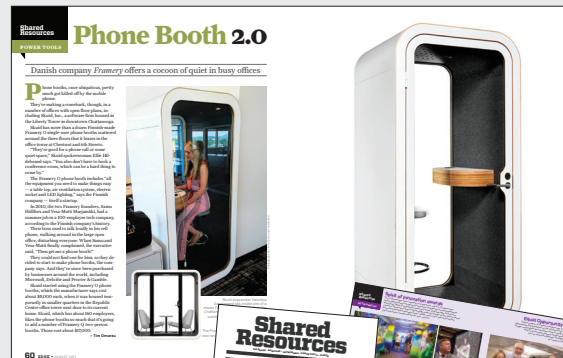 Shared
Resources
POWER TOOLS
Phone Booth 2.0
Danish company Framery offers a cocoon of quiet in busy offices
Phone booths, once ubiquitous, pretty
much got killed off by the mobile
phone.
They're making a comeback, though, in a
number of offices with open floor plans, in-
cluding Skuid, Inc., a software firm housed in
the Liberty Tower in downtown Chattanooga.
Skuid has more than a dozen Finnish-made
Framery O single-user phone booths scattered
around the three floors that it leases in the
office tower at Chestnut and 6th Streets.
"They're good for a phone call or some
quiet space," Skuid spokeswoman Ellie Hil-
debrand says. "You also don't have to book a
conference room, which can be a hard thing to
come by."
The Framery O phone booth includes "all
the equipment you need to make things easy
— a table top, air ventilation system, electric
socket and LED lighting," says the Finnish
company — itself a startup.
In 2010, the two Framery founders, Samu
Hällfors and Vesa-Matti Marjamäki, had a
summer job in a 100-employee tech company,
according to the Finnish company's history.
Their boss used to talk loudly in his cell
phone, walking around in the large open
office, disturbing everyone. When Samu and
Vesa-Matti finally complained, the executive
said, "Then get me a phone booth!"
They could not find one for him, so they de-
cided to start to make phone booths, the com-
pany says. And they've since been purchased
by businesses around the world, including
Microsoft, Deloitte and Procter & Gamble.
Skuid started using the Framery O phone
booths, which the manufacturer says cost
about $8,000 each, when it was housed tem-
porarily in smaller quarters in the Republic
Centre office tower next door to its current
home. Skuid, which has about 160 employees,
likes the phone booths so much that it's going
to add a number of Framery Q two-person
booths. Those cost about $17,000.
– Tim Omarzu
60 EDGE • AUGUST 2017
Shared
Resources
Spirit of Innovation awards